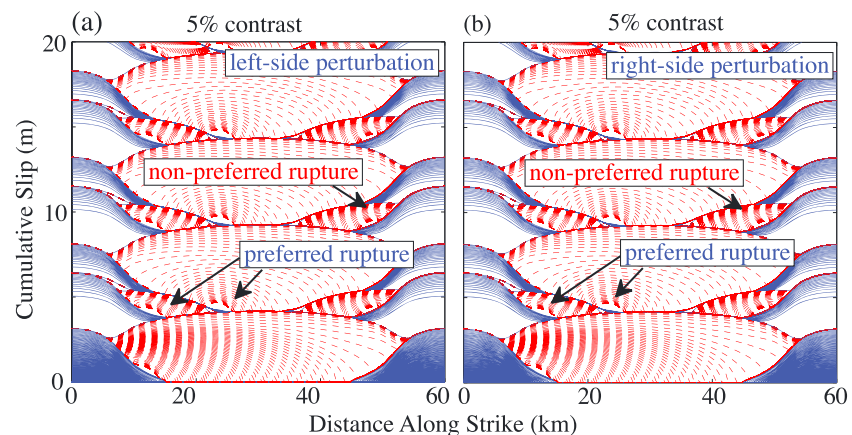 (a)
5% contrast
(b)
5% contrast
20
left-side perturbation
right-side perturbation
non-preferred rupture
non-preferred rupture
10
preferred rupture
preferred rupture
0
Cumulative Slip (m)
0 20 40 60
0 20 40 60
Distance Along Strike (km)